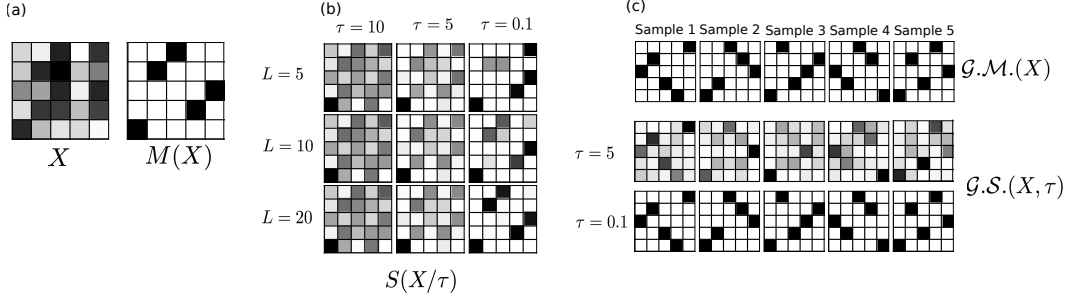 (a)
X
M(X)
(b)
τ = 10 τ = 5 τ = 0.1
L = 5
L = 10
L = 20
S(X/τ)
(c)
Sample 1 Sample 2 Sample 3 Sample 4 Sample 5
𝒢.ℳ.(X)
τ = 5
𝒢.𝒮.(X, τ)
τ = 0.1